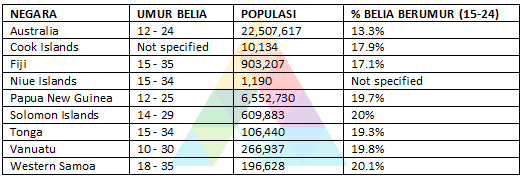 NEGARA UMUR BELIA POPULASI % BELIA BERUMUR (15-24)
Australia 12 - 24 22,507,617 13.3%
Cook Islands Not specified 10,134 17.9%
Fiji 15 - 35 903,207 17.1%
Niue Islands 15 - 34 1,190 Not specified
Papua New Guinea 12 - 25 6,552,730 19.7%
Solomon Islands 14 - 29 609,883 20%
Tonga 15 - 34 106,440 19.3%
Vanuatu 10 - 30 266,937 19.8%
Western Samoa 18 - 35 196,628 20.1%